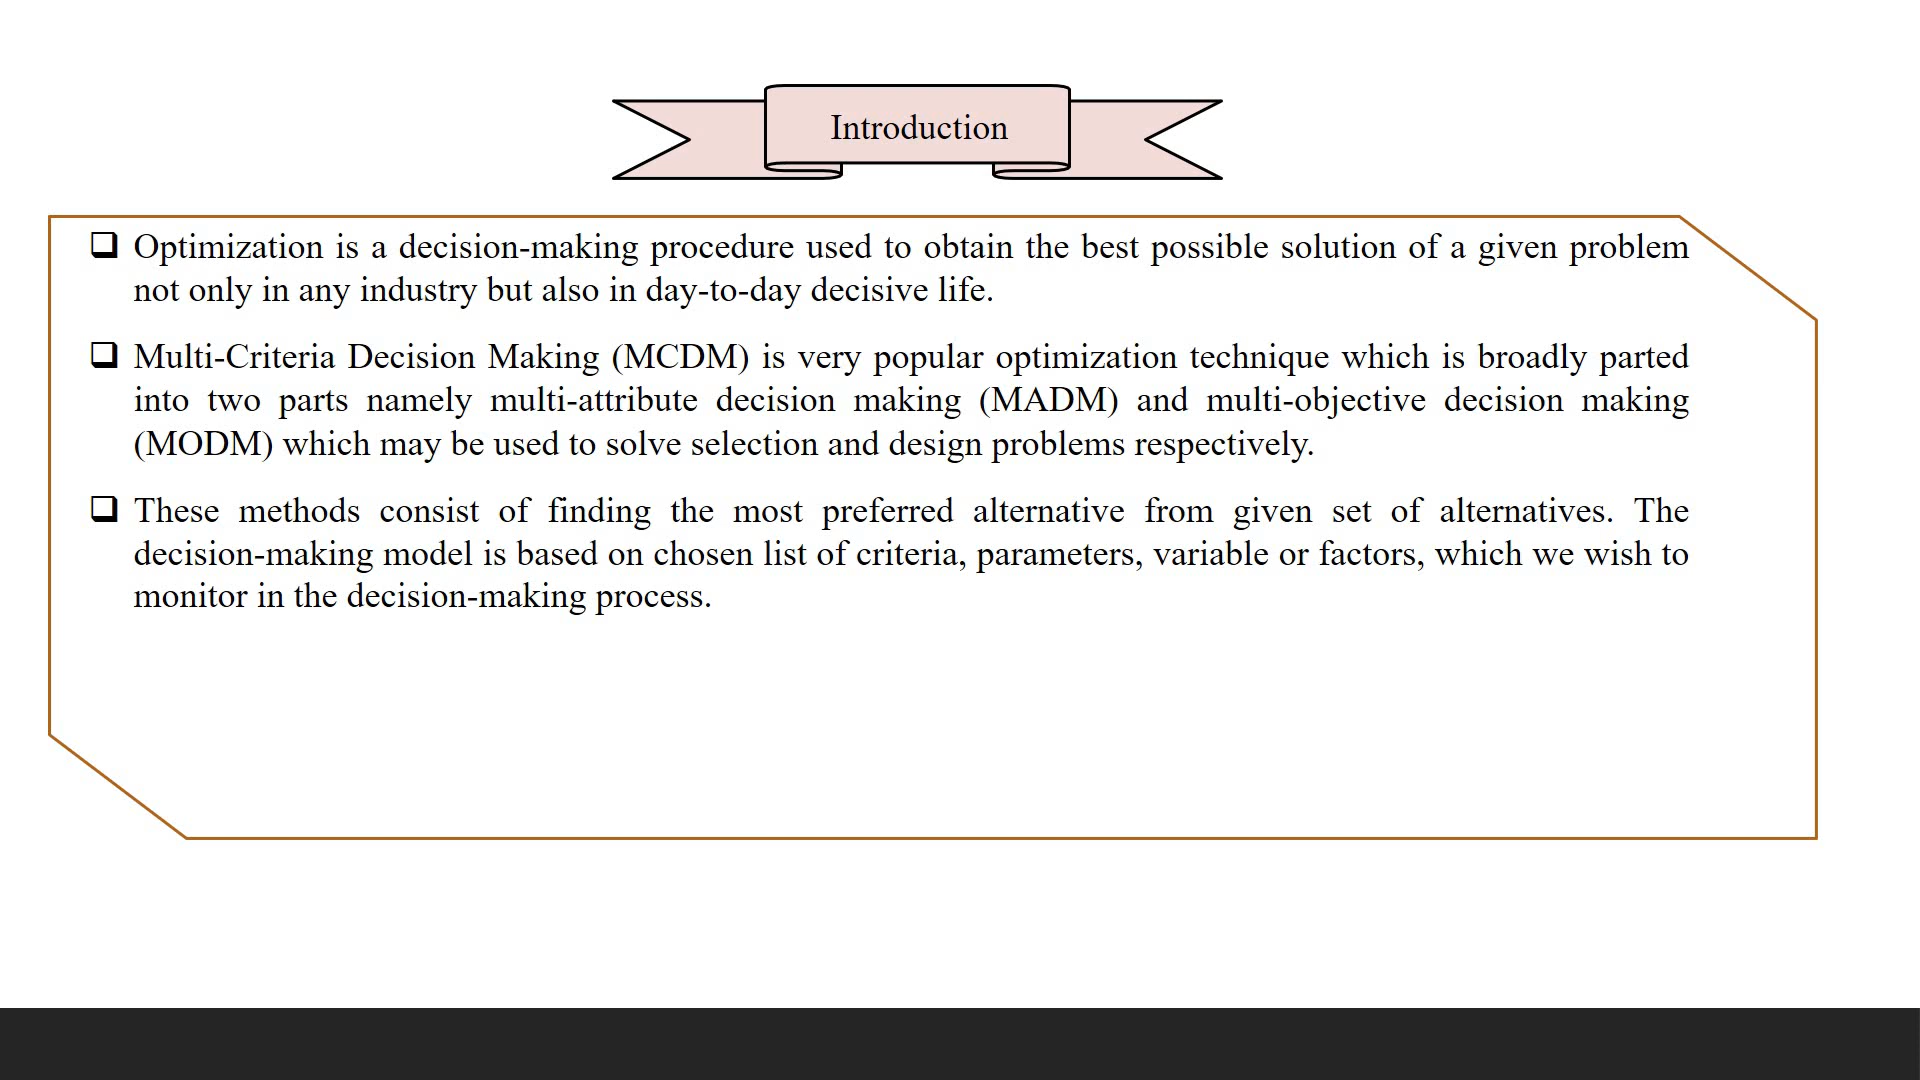 Introduction
❑ Optimization is a decision-making procedure used to obtain the best possible solution of a given problem
not only in any industry but also in day-to-day decisive life.
❑ Multi-Criteria Decision Making (MCDM) is very popular optimization technique which is broadly parted
into two parts namely multi-attribute decision making (MADM) and multi-objective decision making
(MODM) which may be used to solve selection and design problems respectively.
❑ These methods consist of finding the most preferred alternative from given set of alternatives. The
decision-making model is based on chosen list of criteria, parameters, variable or factors, which we wish to
monitor in the decision-making process.